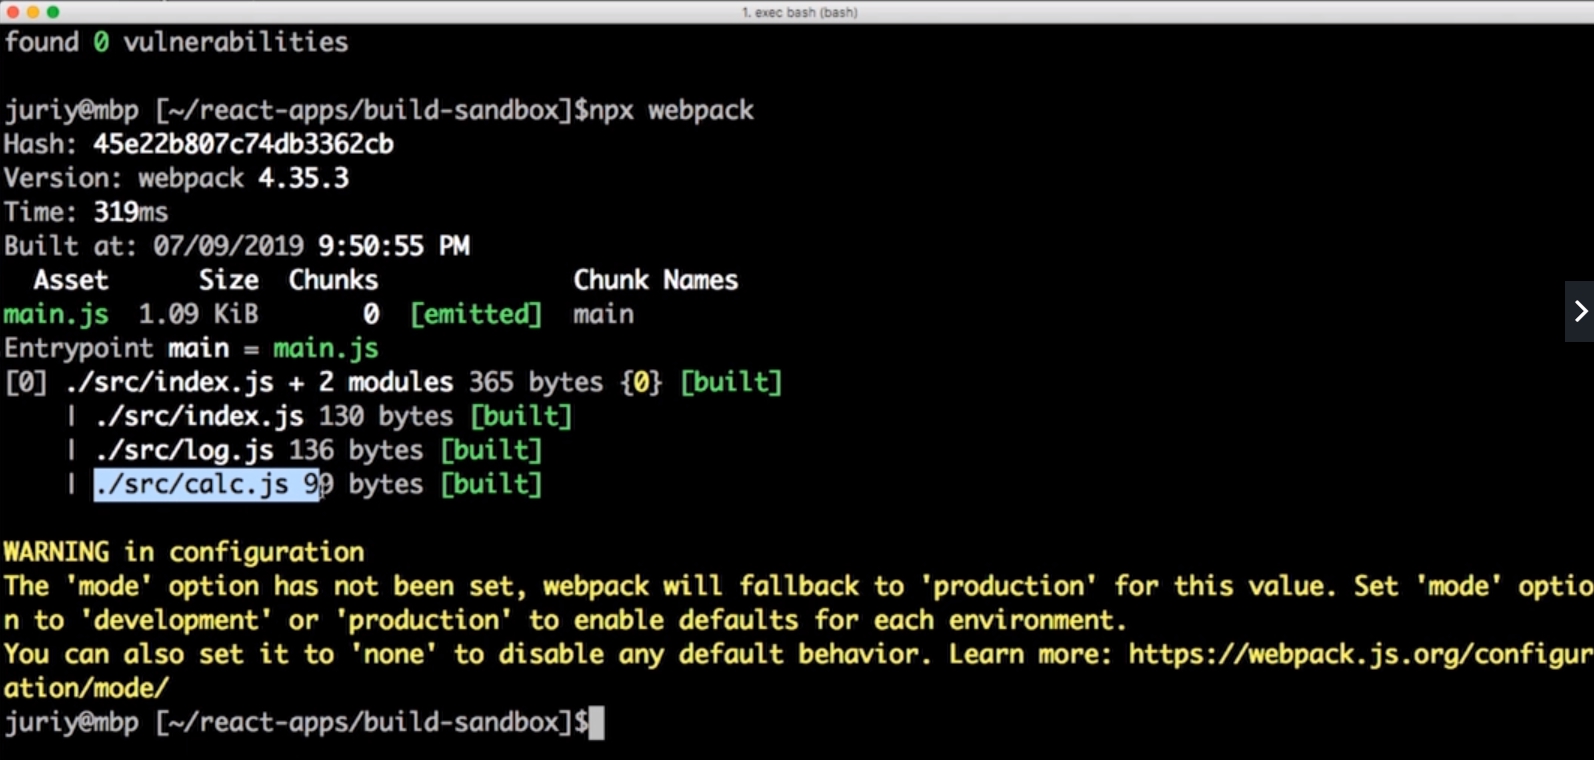 1. exec bash (bash)
found 0 vulnerabilities
juriy@mbp [~/react-apps/build-sandbox]$npx webpack
Hash: 45e22b807c74db3362cb
Version: webpack 4.35.3
Time: 319ms
Built at: 07/09/2019 9:50:55 PM
Asset Size Chunks Chunk Names
main.js 1.09 KiB 0 [emitted] main
Entrypoint main = main.js
[0] ./src/index.js + 2 modules 365 bytes {0} [built]
| ./src/index.js 130 bytes [built]
| ./src/log.js 136 bytes [built]
| ./src/calc.js 99 bytes [built]
WARNING in configuration
The 'mode' option has not been set, webpack will fallback to 'production' for this value. Set 'mode' optio
n to 'development' or 'production' to enable defaults for each environment.
You can also set it to 'none' to disable any default behavior. Learn more: https://webpack.js.org/configur
ation/mode/
juriy@mbp [~/react-apps/build-sandbox]$